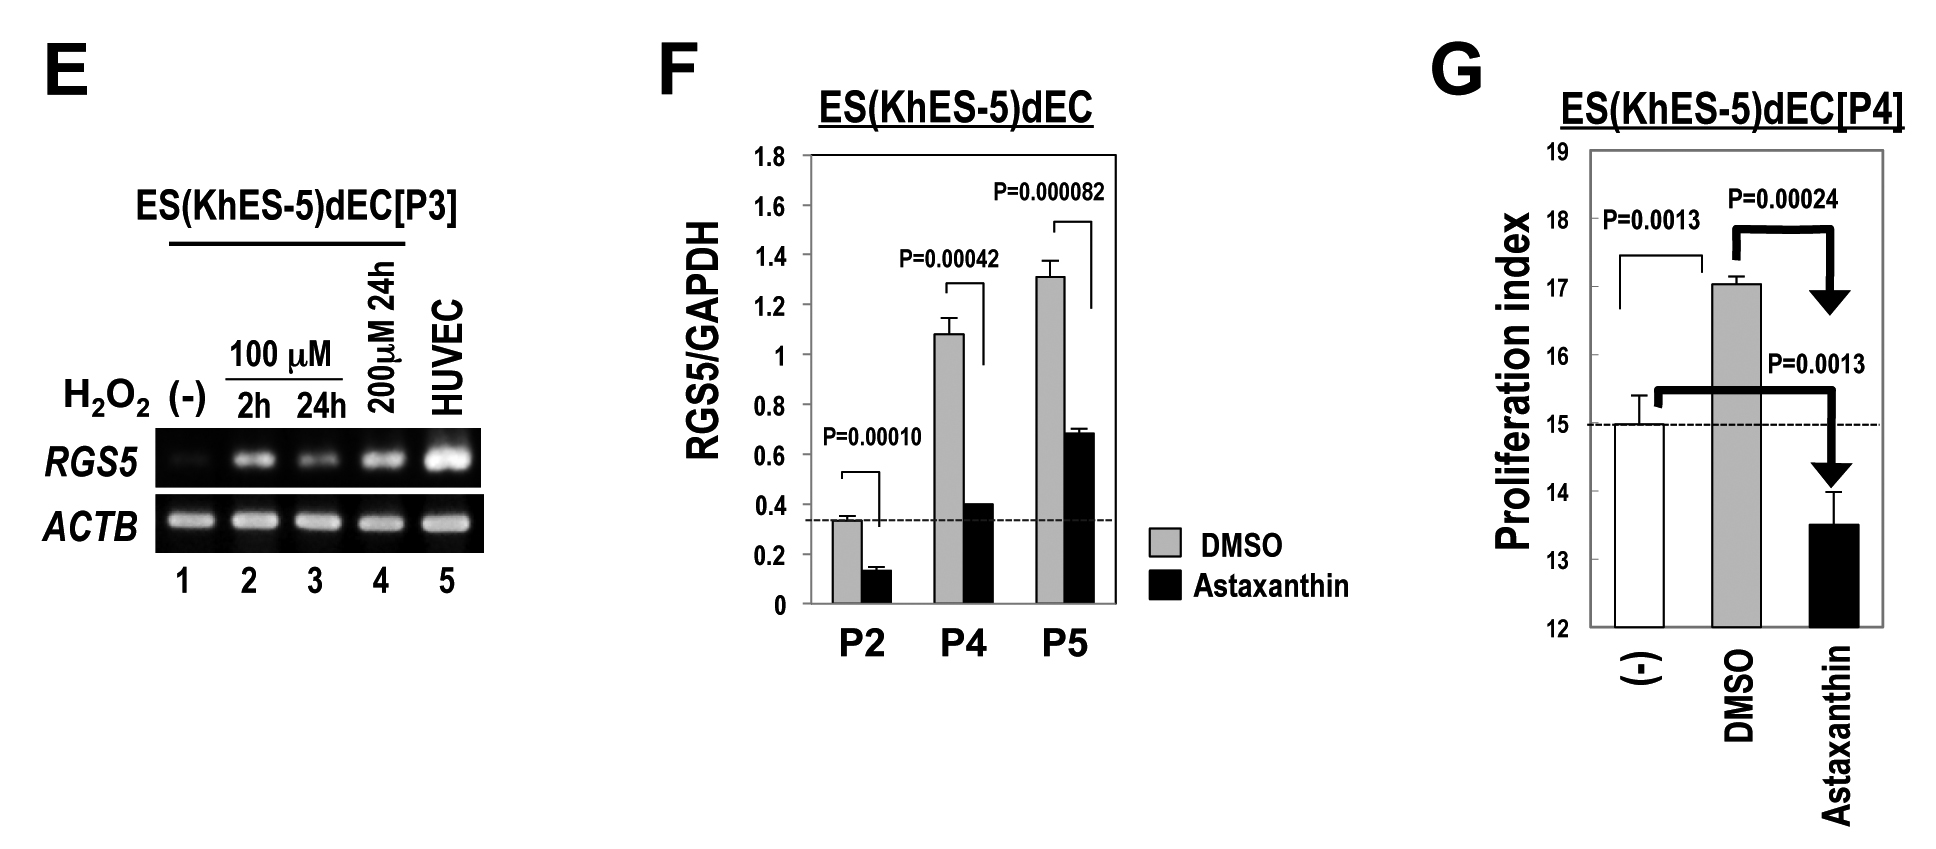 E
ES(KhES-5)dEC[P3]
H2O2 (-)
100 μM
2h 24h
200μM 24h
HUVEC
RGS5
ACTB
1 2 3 4 5
F
ES(KhES-5)dEC
RGS5/GAPDH
1.8
1.6
1.4
1.2
1
0.8
0.6
0.4
0.2
0
P=0.00010
P=0.00042
P=0.000082
P2 P4 P5
DMSO
Astaxanthin
G
ES(KhES-5)dEC[P4]
Proliferation index
19
18
17
16
15
14
13
12
P=0.0013
P=0.00024
P=0.0013
(-)
DMSO
Astaxanthin